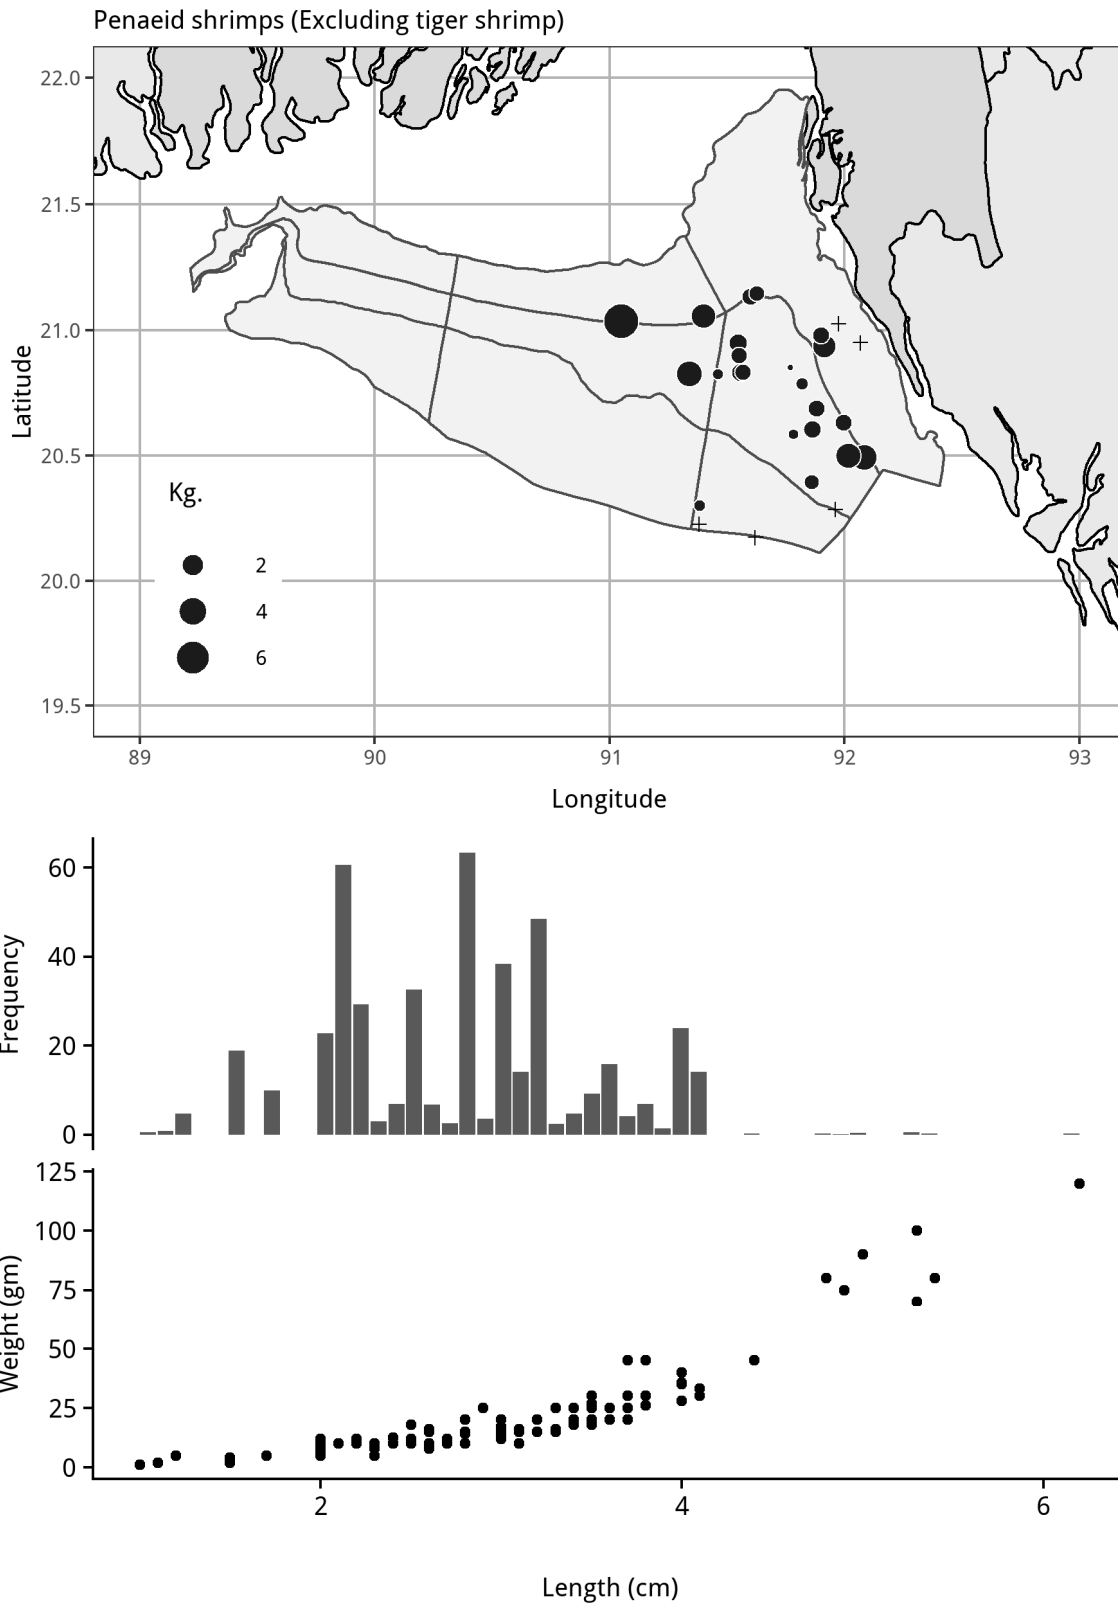 Penaeid shrimps (Excluding tiger shrimp)
22.0
21.5
21.0
20.5
20.0
19.5
Latitude
Kg.
2
4
6
89 90 91 92 93
Longitude
60
40
20
0
Frequency
125
100
75
50
25
0
Weight (gm)
2 4 6
Length (cm)